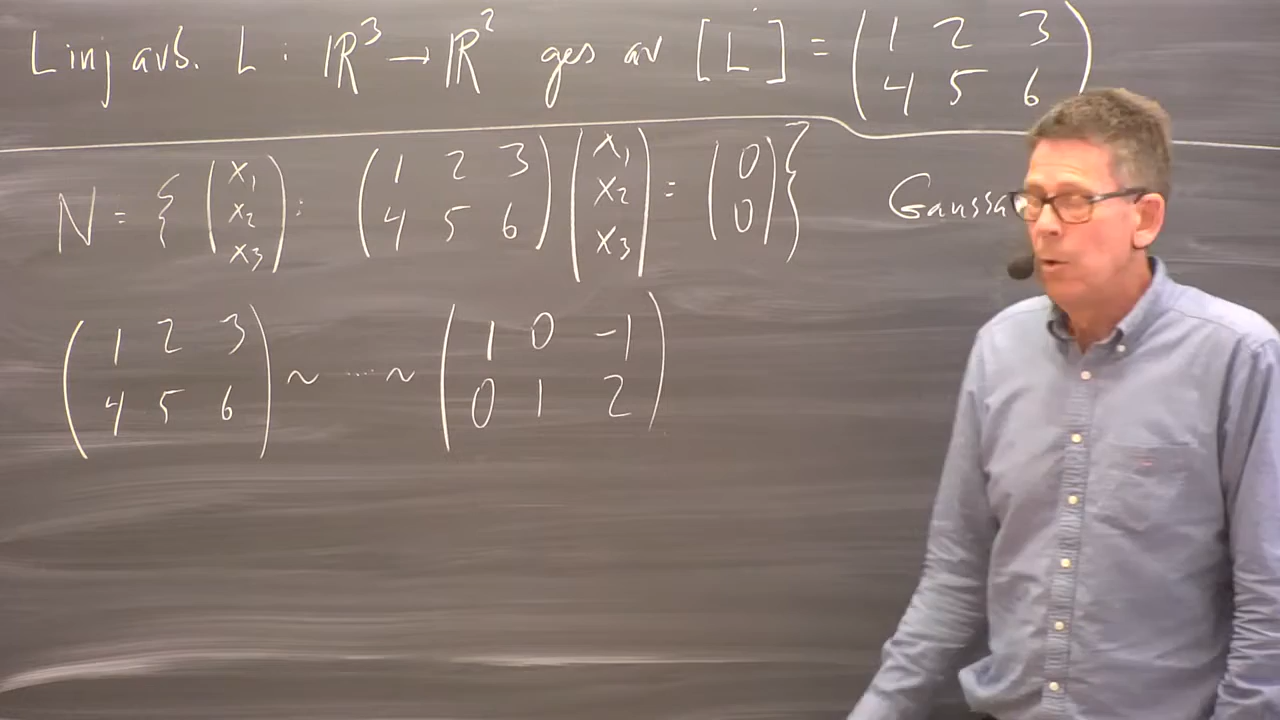 Linj avb. L : ℝ³ → ℝ² ges av [L] = (1 2 3; 4 5 6)
N = { (x₁; x₂; x₃) : (1 2 3; 4 5 6) (x₁; x₂; x₃) = (0; 0) } Gaussa
(1 2 3; 4 5 6) ~ ..... ~ (1 0 -1; 0 1 2)